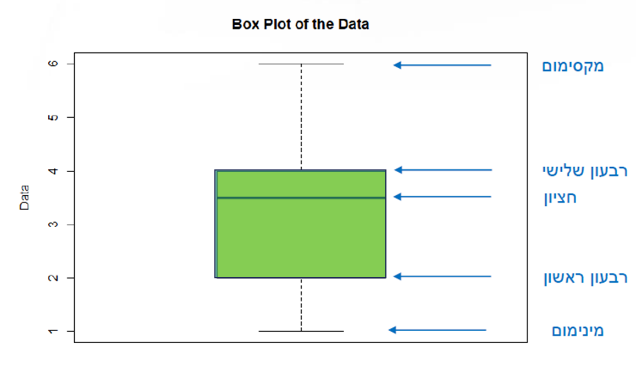 Box Plot of the Data
6
מקסימום
5
4
רבעון שלישי
חציון
Data
3
2
רבעון ראשון
1
מינימום